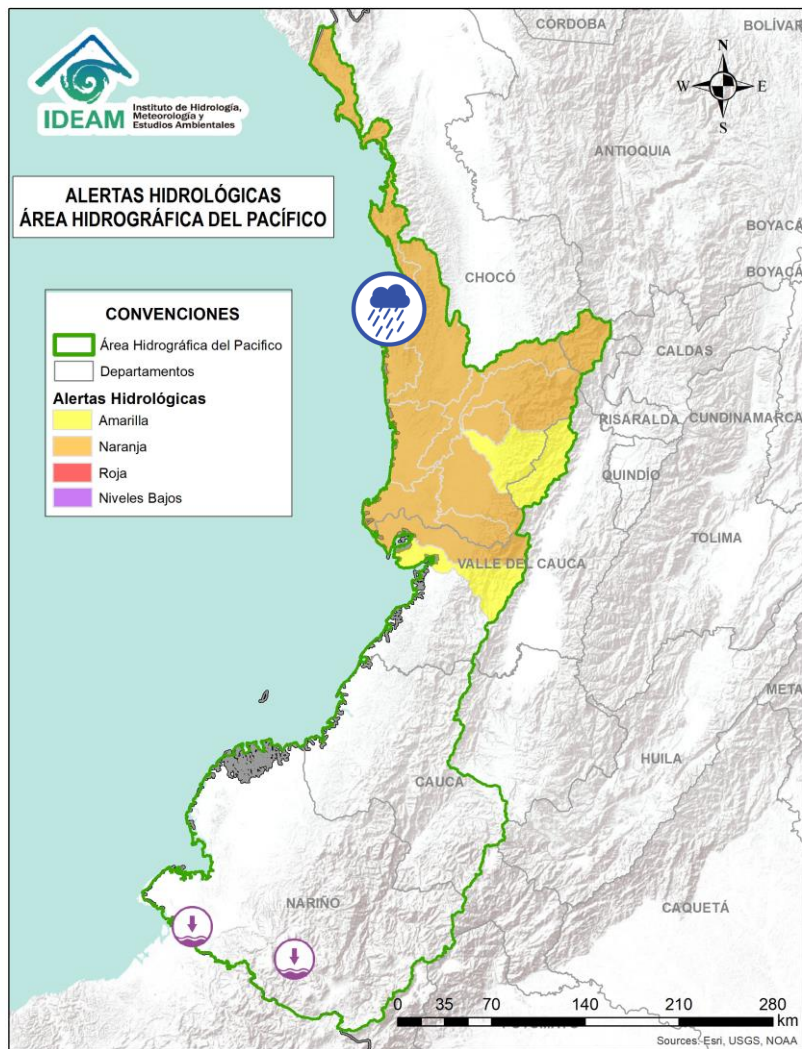 CÓRDOBA
BOLÍVAR
IDEAM
Instituto de Hidrología,
Meteorología y
Estudios Ambientales
N
W
E
S
ANTIOQUIA
ALERTAS HIDROLÓGICAS
ÁREA HIDROGRÁFICA DEL PACÍFICO
BOYACÁ
BOYACÁ
CHOCÓ
CONVENCIONES
Área Hidrográfica del Pacifico
Departamentos
Alertas Hidrológicas
Amarilla
Naranja
Roja
Niveles Bajos
CALDAS
RISARALDA
CUNDINAMARCA
QUINDÍO
TOLIMA
VALLE DEL CAUCA
META
HUILA
CAUCA
NARIÑO
CAQUETÁ
0 35 70 140 210 280
km
Sources: Esri, USGS, NOAA